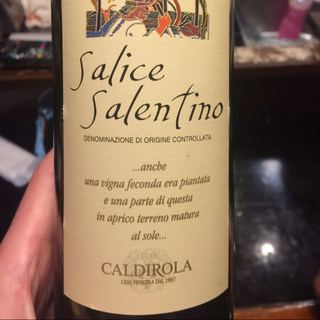 Salice
Salentino
DENOMINAZIONE DI ORIGINE CONTROLLATA
...anche
una vigna feconda era piantata
e una parte di questa
in aprico terreno matura
al sole...
CALDIROLA
CASA VINICOLA DAL 1897